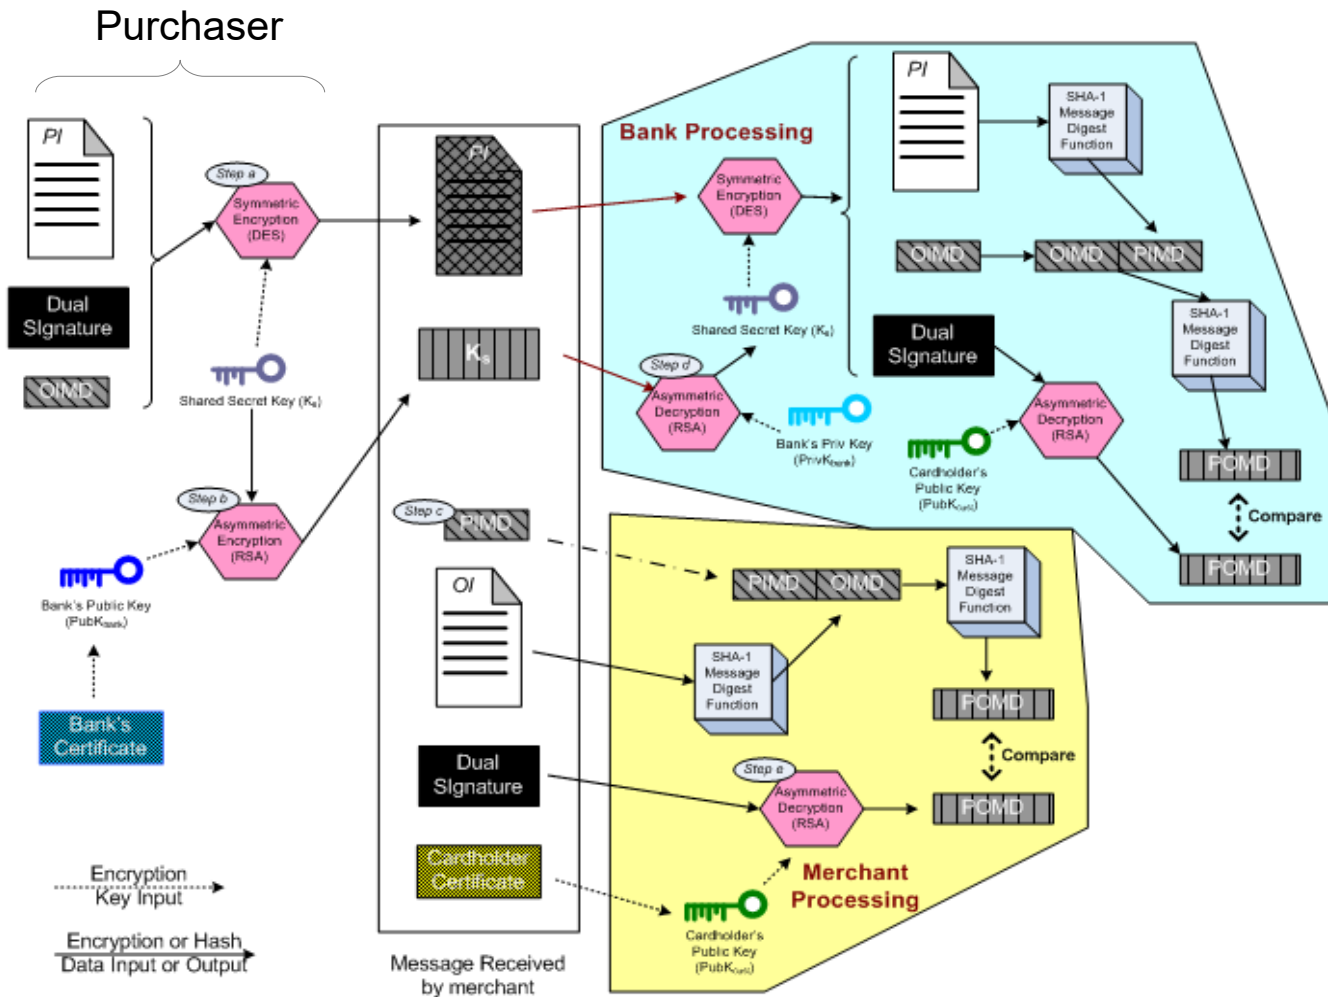 Purchaser
PI
Step a
Symmetric
Encryption
(DES)
Dual
SIgnature
OIMD
Shared Secret Key (Ks)
Step b
Asymmetric
Encryption
(RSA)
Bank's Public Key
(PubKBank)
Bank's
Certificate
Encryption
Key Input
Encryption or Hash
Data Input or Output
PI
Ks
Step c
PIMD
OI
Dual
SIgnature
Cardholder
Certificate
Message Received
by merchant
Bank Processing
Symmetric
Encryption
(DES)
Shared Secret Key (Ks)
Step d
Asymmetric
Decryption
(RSA)
Bank's Priv Key
(PrivKbank)
PI
SHA-1
Message
Digest
Function
OIMD
OIMD PIMD
SHA-1
Message
Digest
Function
Dual
SIgnature
Asymmetric
Decryption
(RSA)
Cardholder's
Public Key
POMD
Compare
POMD
PIMD OIMD
SHA-1
Message
Digest
Function
SHA-1
Message
Digest
Function
POMD
Compare
POMD
Step e
Asymmetric
Decryption
(RSA)
Merchant
Processing
Cardholder's
Public Key